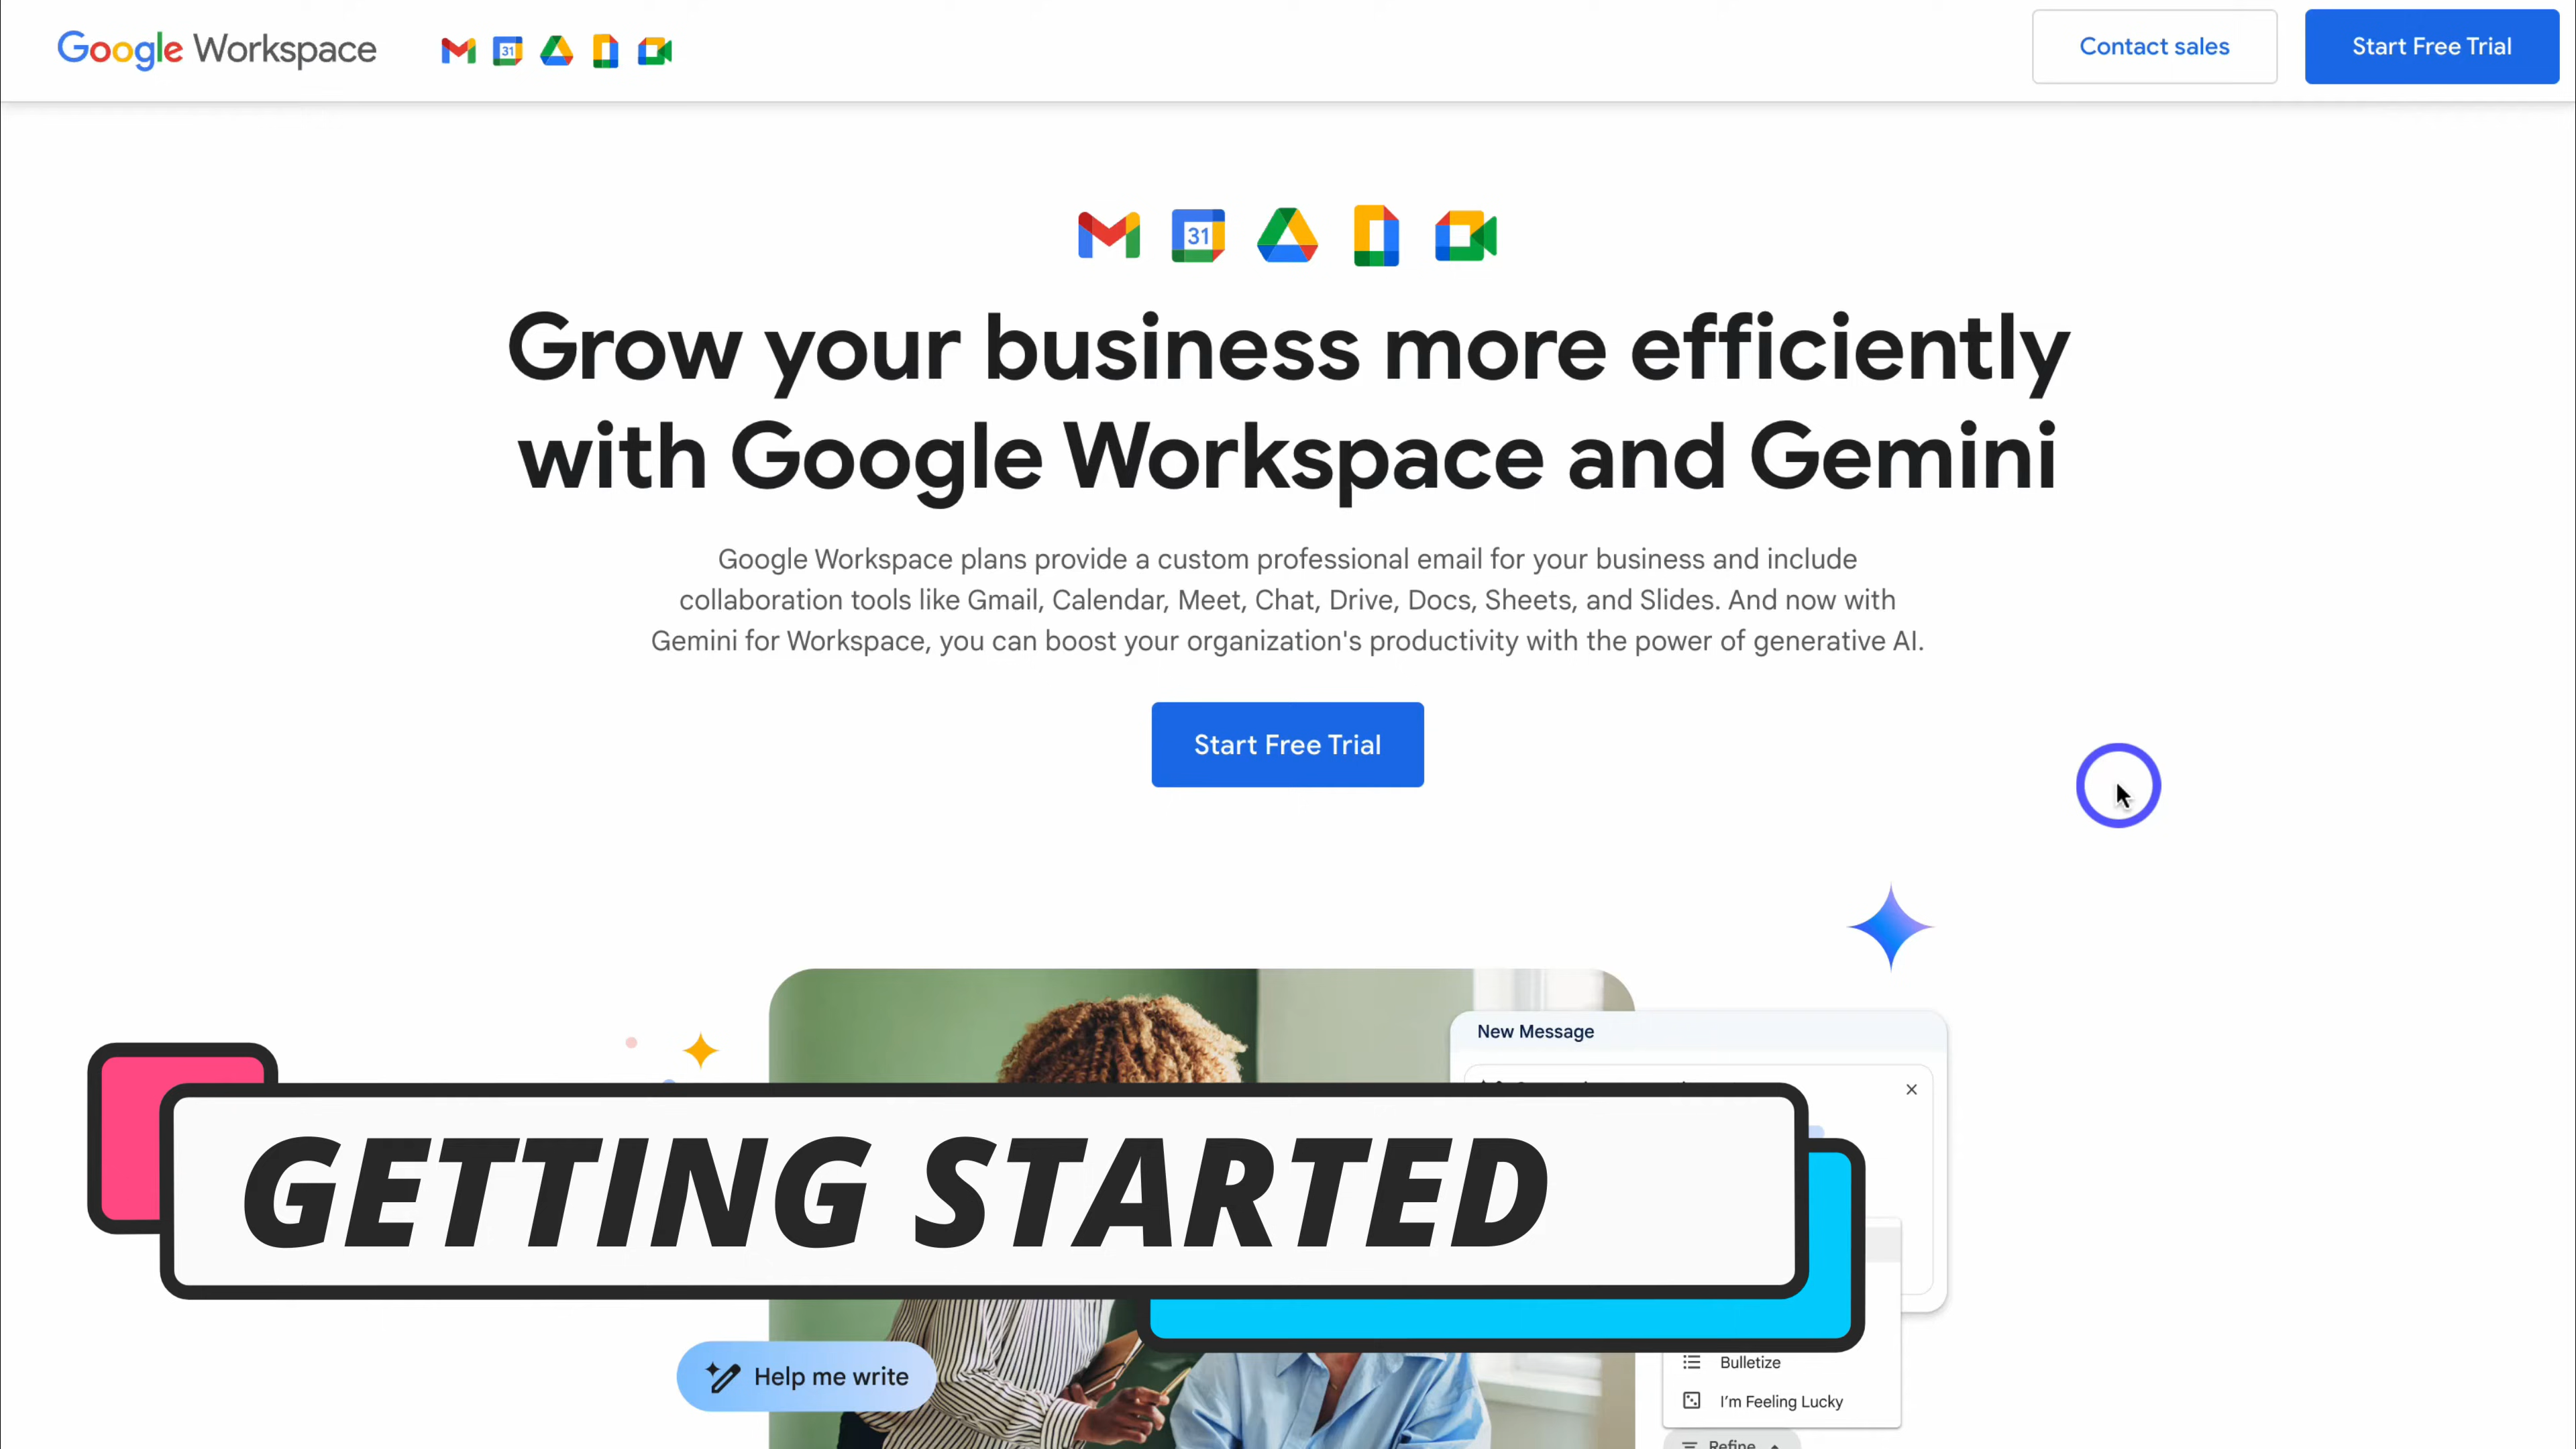 Google Workspace
31
Contact sales
Start Free Trial
31
Grow your business more efficiently
with Google Workspace and Gemini
Google Workspace plans provide a custom professional email for your business and include
collaboration tools like Gmail, Calendar, Meet, Chat, Drive, Docs, Sheets, and Slides. And now with
Gemini for Workspace, you can boost your organization's productivity with the power of generative AI.
Start Free Trial
New Message
GETTING STARTED
Help me write
Bulletize
I'm Feeling Lucky
Refine